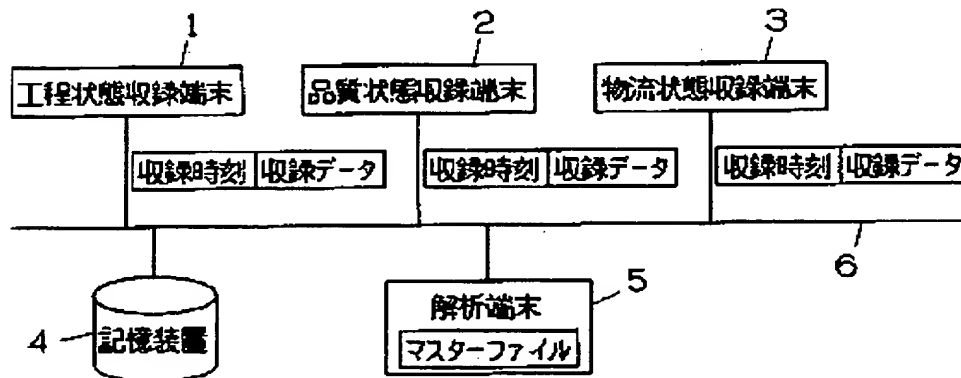 1
2
3
工程状態収録端末
品質状態収録端末
物流状態収録端末
収録時刻 収録データ
収録時刻 収録データ
収録時刻 収録データ
6
4
記憶装置
5
解析端末
マスターファイル